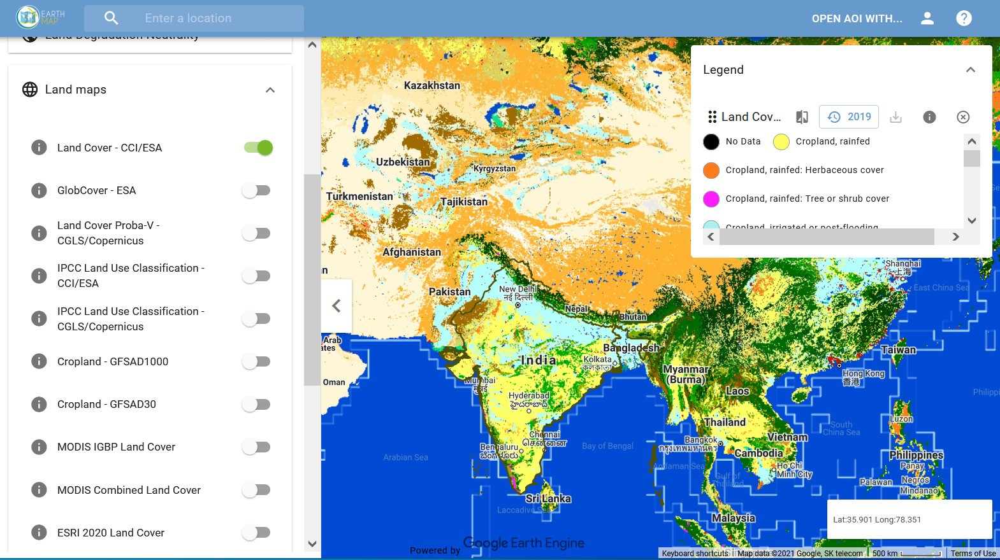 EARTH
MAP
Enter a location
OPEN AOI WITH...
Land Degradation Neutrality
Land maps
Land Cover - CCI/ESA
GlobCover - ESA
Land Cover Proba-V -
CGLS/Copernicus
IPCC Land Use Classification -
CCI/ESA
IPCC Land Use Classification -
CGLS/Copernicus
Cropland - GFSAD1000
Cropland - GFSAD30
MODIS IGBP Land Cover
MODIS Combined Land Cover
ESRI 2020 Land Cover
Legend
Land Cov...
2019
No Data
Cropland, rainfed
Cropland, rainfed: Herbaceous cover
Cropland, rainfed: Tree or shrub cover
Cropland, irrigated or post-flooding
Kazakhstan
Uzbekistan
Kyrgyzstan
Turkmenistan
Tajikistan
Afghanistan
Pakistan
New Delhi
नई दिल्ली
Nepal
Bhutan
Shanghai
上海
East China Sea
Arab
ates
Oman
India
Bangladesh
Kolkata
কলকাতা
Myanmar
(Burma)
Taiwan
Hong Kong
香港
Mumbai
मुंबई
Hyderabad
హైదరాబాద్
Laos
Thailand
Vietnam
South
China Sea
Luzon
Philippi
Chennai
சென்னை
Bengaluru
ಬೆಂಗಳೂರು
Bay of Bengal
Arabian Sea
Bangkok
กรุงเทพมหานคร
Cambodia
Andaman Sea
Gulf of
Thailand
Ho Chi
Minh City
Philippines
Panay
Negros
Palawan
Mindanao
Sri Lanka
Laccadive Sea
Malaysia
Lat:35.901 Long:78.351
Powered by
Google Earth Engine
Keyboard shortcuts
Map data ©2021 Google, SK telecom
500 km
Terms of Use